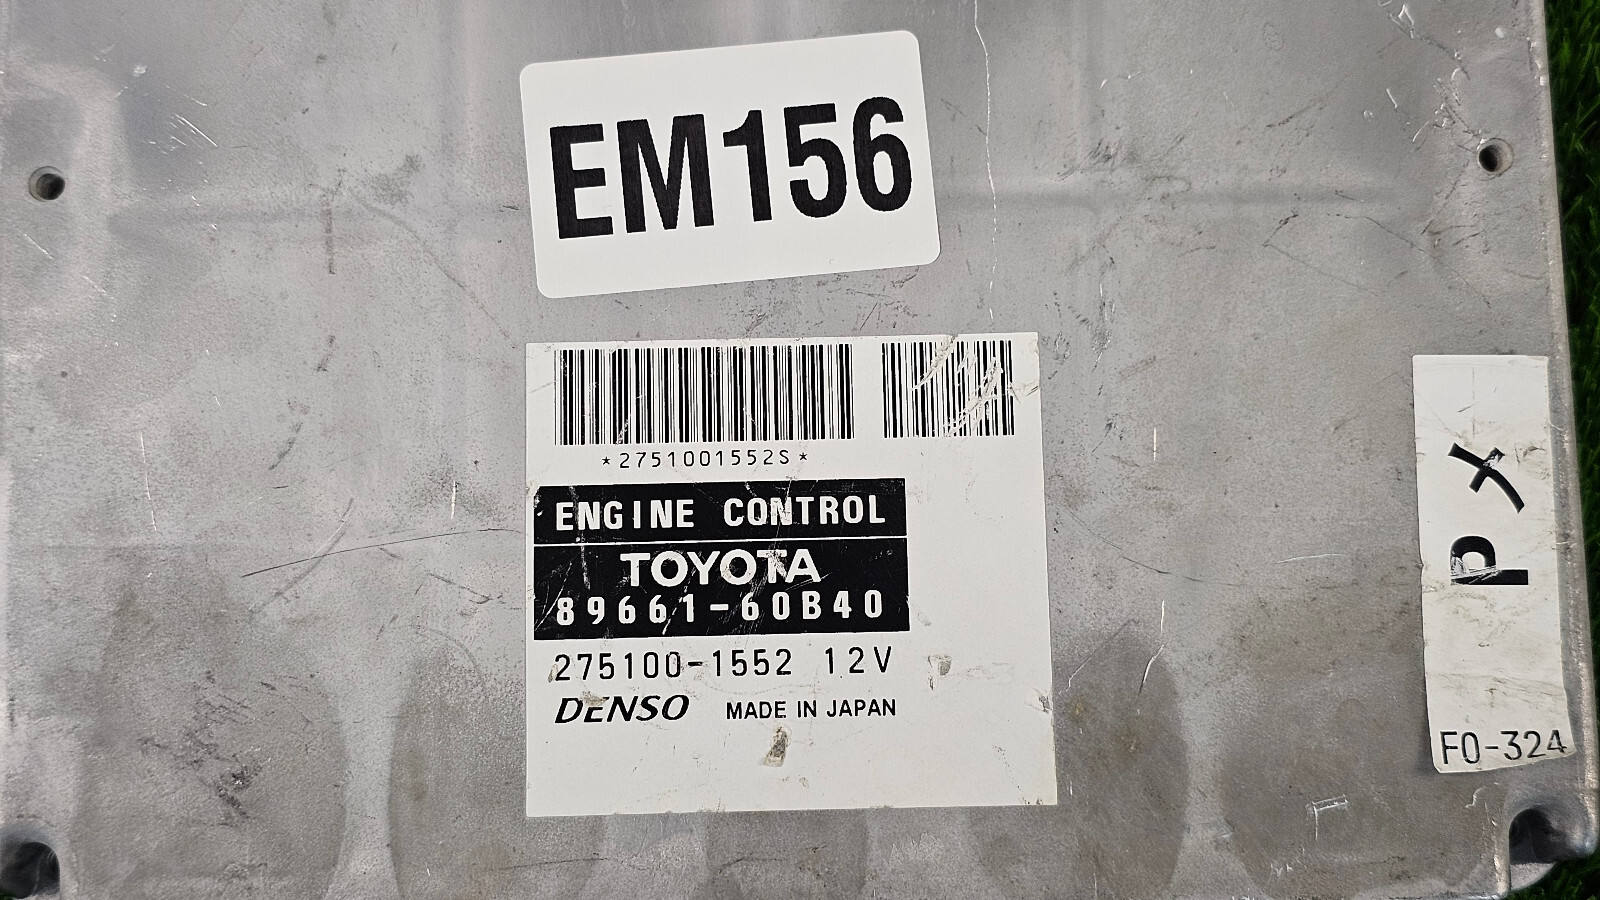 EM156
*2751001552S*
ENGINE CONTROL
TOYOTA
89661-60B40
275100-1552 12V
DENSO MADE IN JAPAN
P X
F0-324